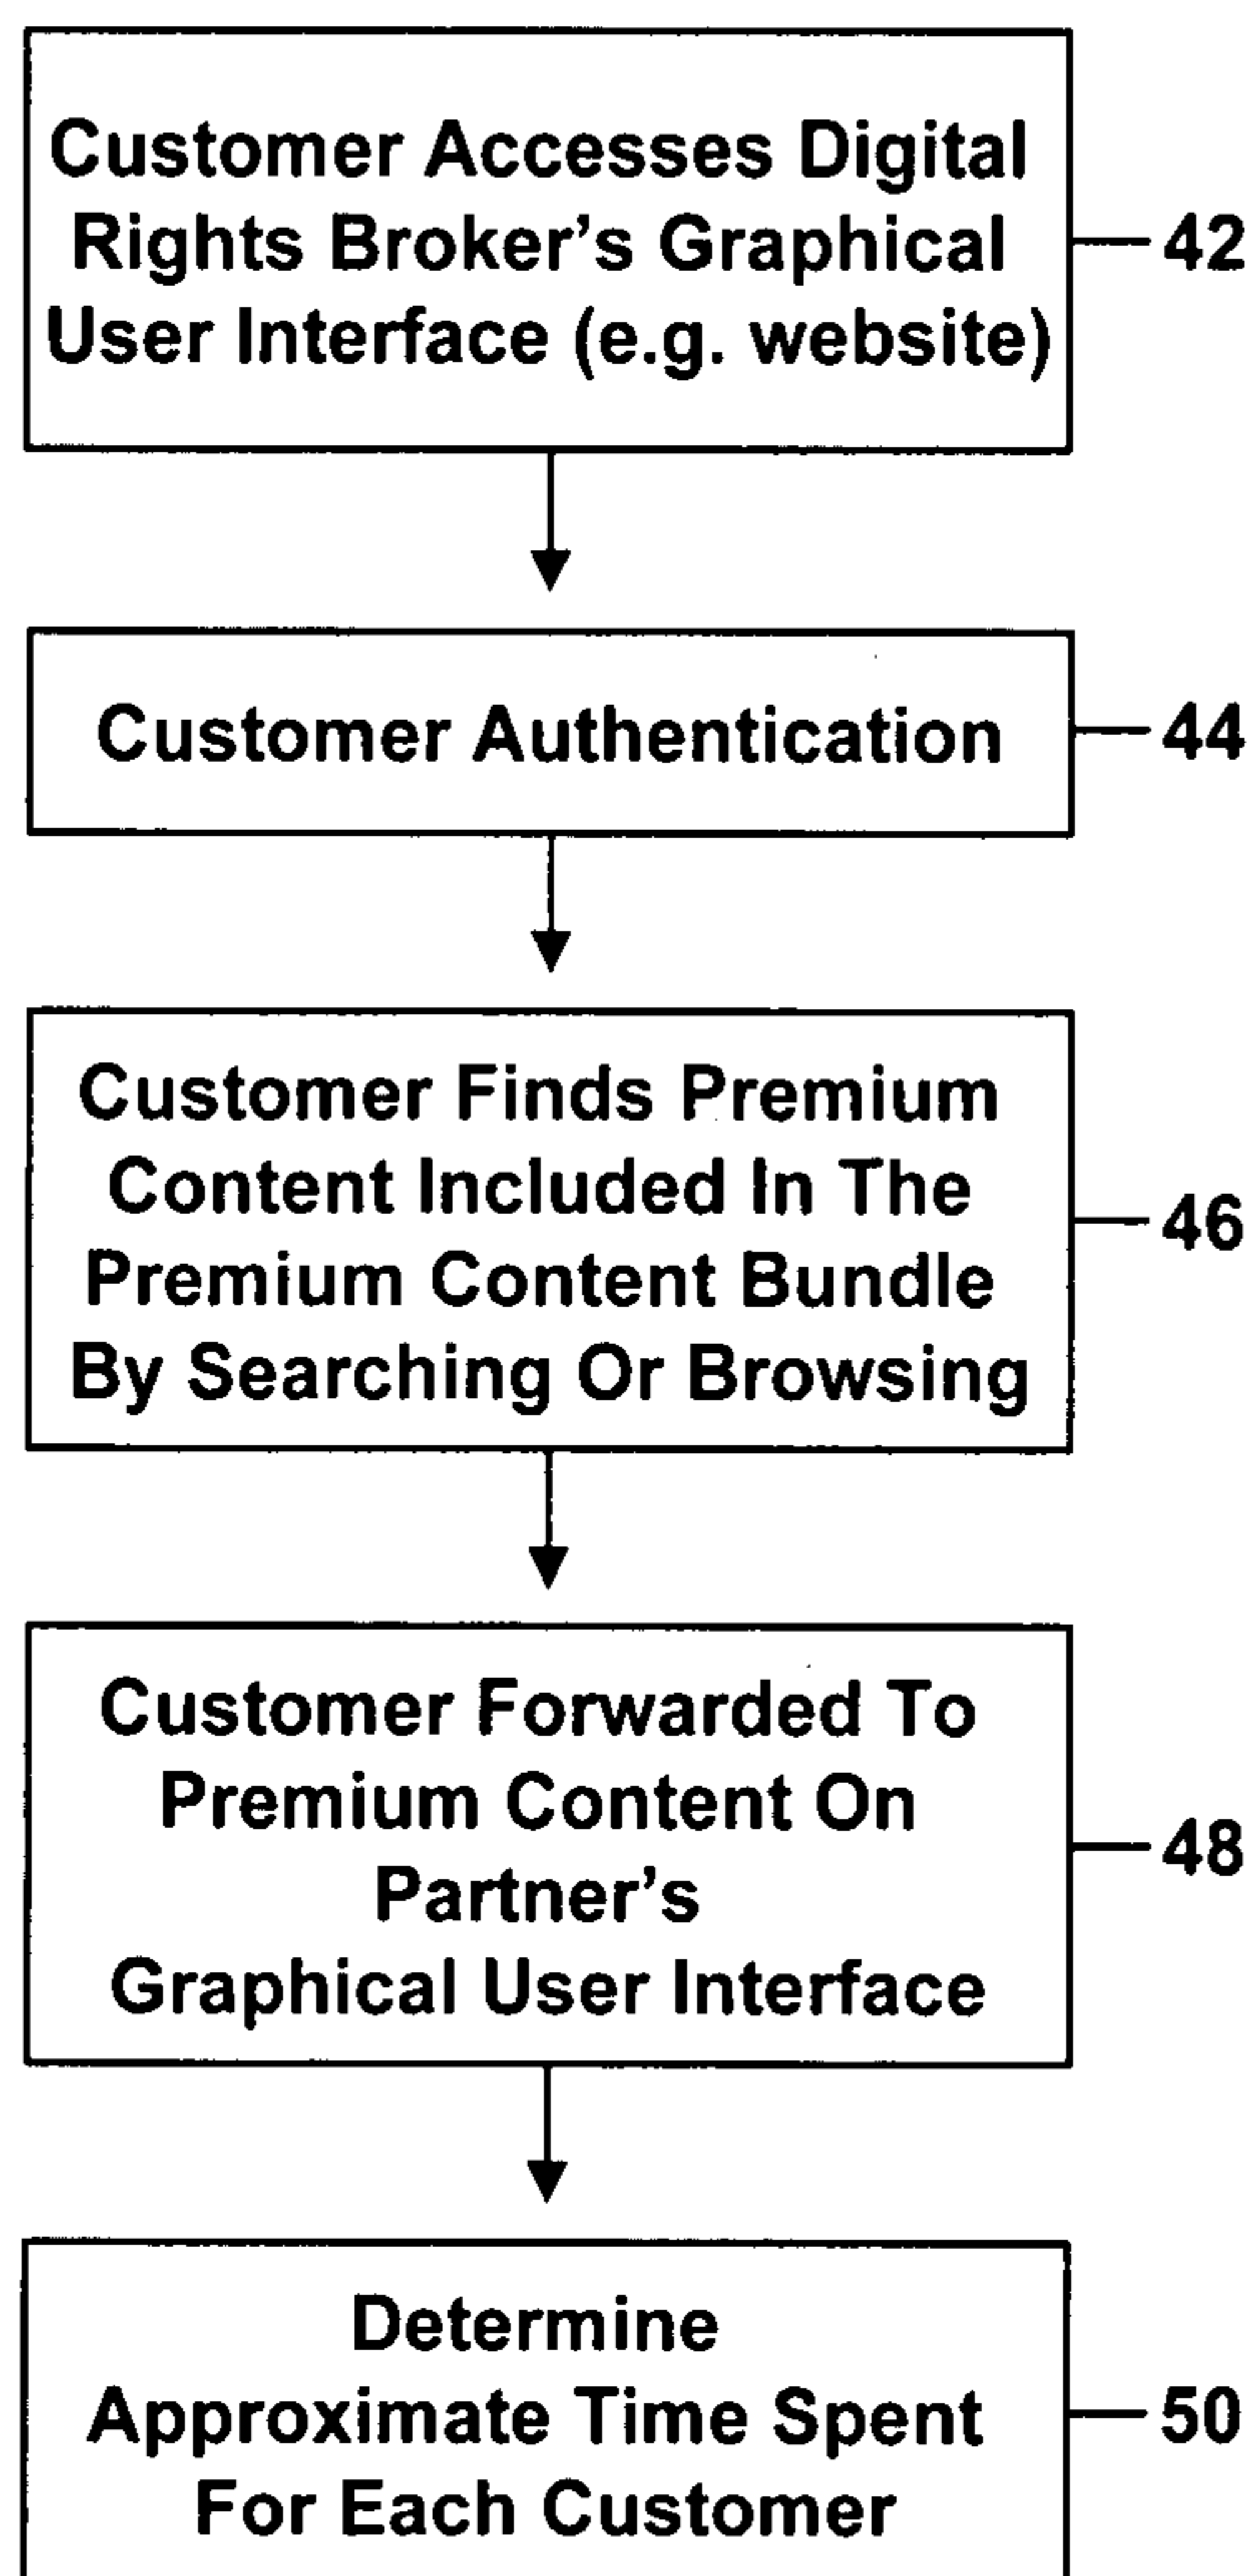 Customer Accesses Digital
Rights Broker's Graphical
User Interface (e.g. website)
42
Customer Authentication
44
Customer Finds Premium
Content Included In The
Premium Content Bundle
By Searching Or Browsing
46
Customer Forwarded To
Premium Content On
Partner's
Graphical User Interface
48
Determine
Approximate Time Spent
For Each Customer
50